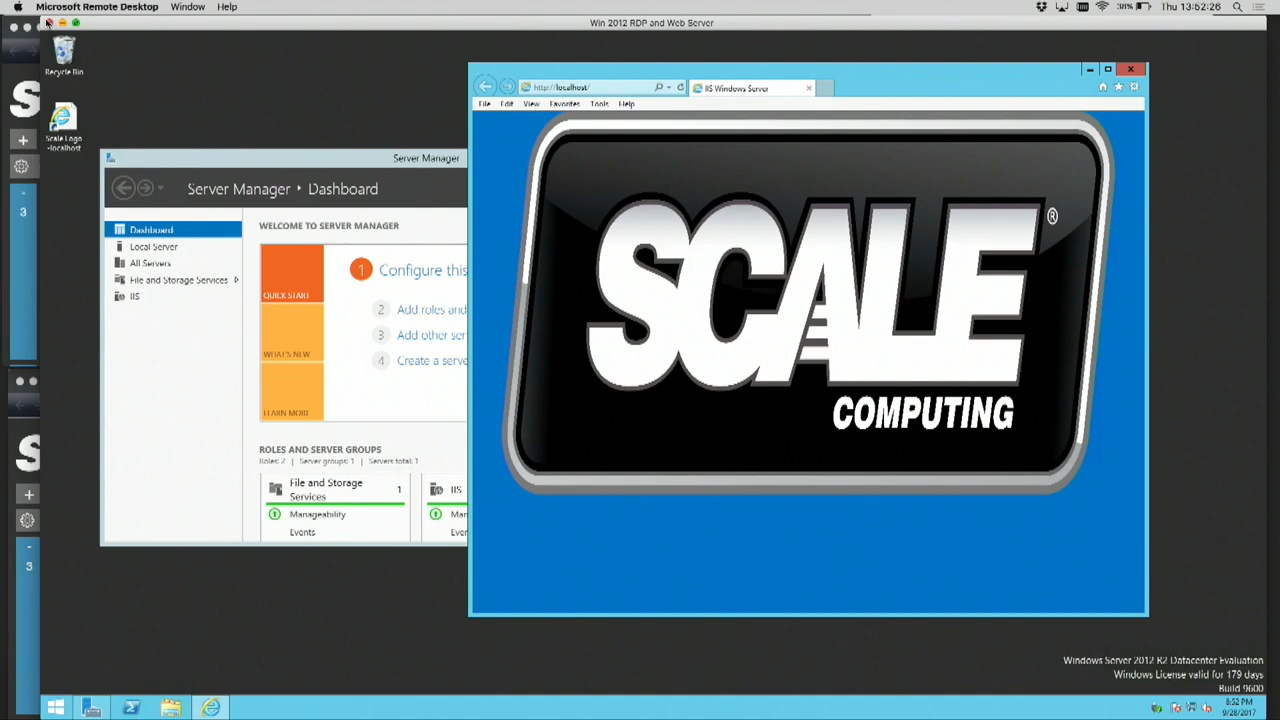 Microsoft Remote Desktop Window Help
38% Thu 13:52:26
Win 2012 RDP and Web Server
Recycle Bin
Scale Logo
-localhost
http://localhost/
IIS Windows Server
File Edit View Favorites Tools Help
Server Manager
Server Manager • Dashboard
Dashboard
Local Server
All Servers
File and Storage Services
IIS
WELCOME TO SERVER MANAGER
QUICK START
WHAT'S NEW
LEARN MORE
1 Configure this
2 Add roles and
3 Add other ser
4 Create a serve
ROLES AND SERVER GROUPS
Roles: 2 | Server groups: 1 | Servers total: 1
File and Storage
Services
1
Manageability
Events
IIS
Man
Ever
SCALE®
COMPUTING
S
-
3
S
-
3
Windows Server 2012 R2 Datacenter Evaluation
Windows License valid for 179 days
Build 9600
8:52 PM
9/28/2017